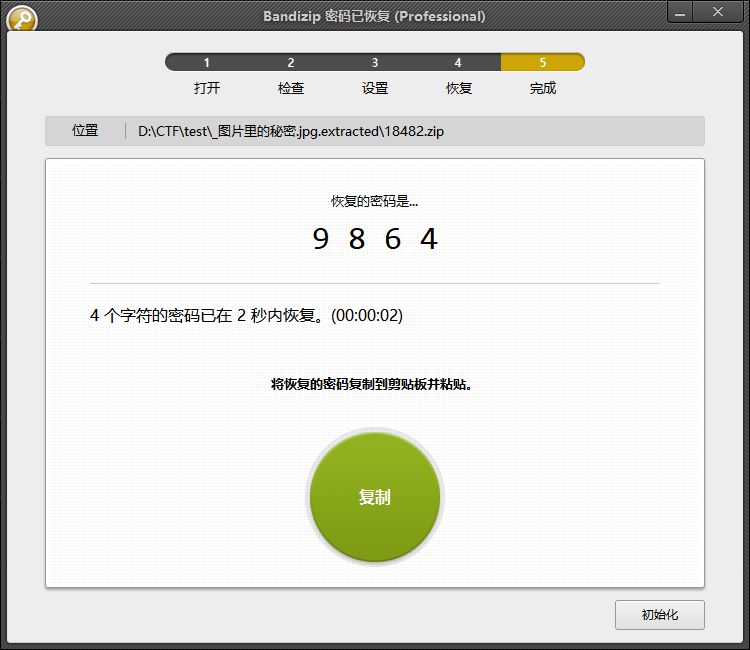 Bandizip 密码已恢复 (Professional)
1 2 3 4 5
打开 检查 设置 恢复 完成
位置 D:\CTF\test\_图片里的秘密.jpg.extracted\18482.zip
恢复的密码是...
9 8 6 4
4 个字符的密码已在 2 秒内恢复。(00:00:02)
将恢复的密码复制到剪贴板并粘贴。
复制
初始化